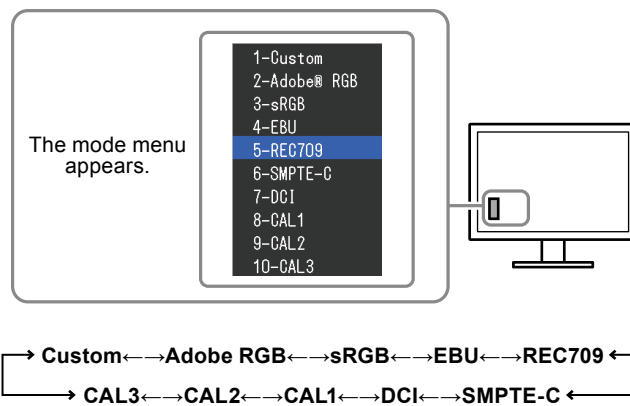 The mode menu
appears.
1-Custom
2-Adobe® RGB
3-sRGB
4-EBU
5-REC709
6-SMPTE-C
7-DCI
8-CAL1
9-CAL2
10-CAL3
Custom←→Adobe RGB←→sRGB←→EBU←→REC709
CAL3←→CAL2←→CAL1←→DCI←→SMPTE-C